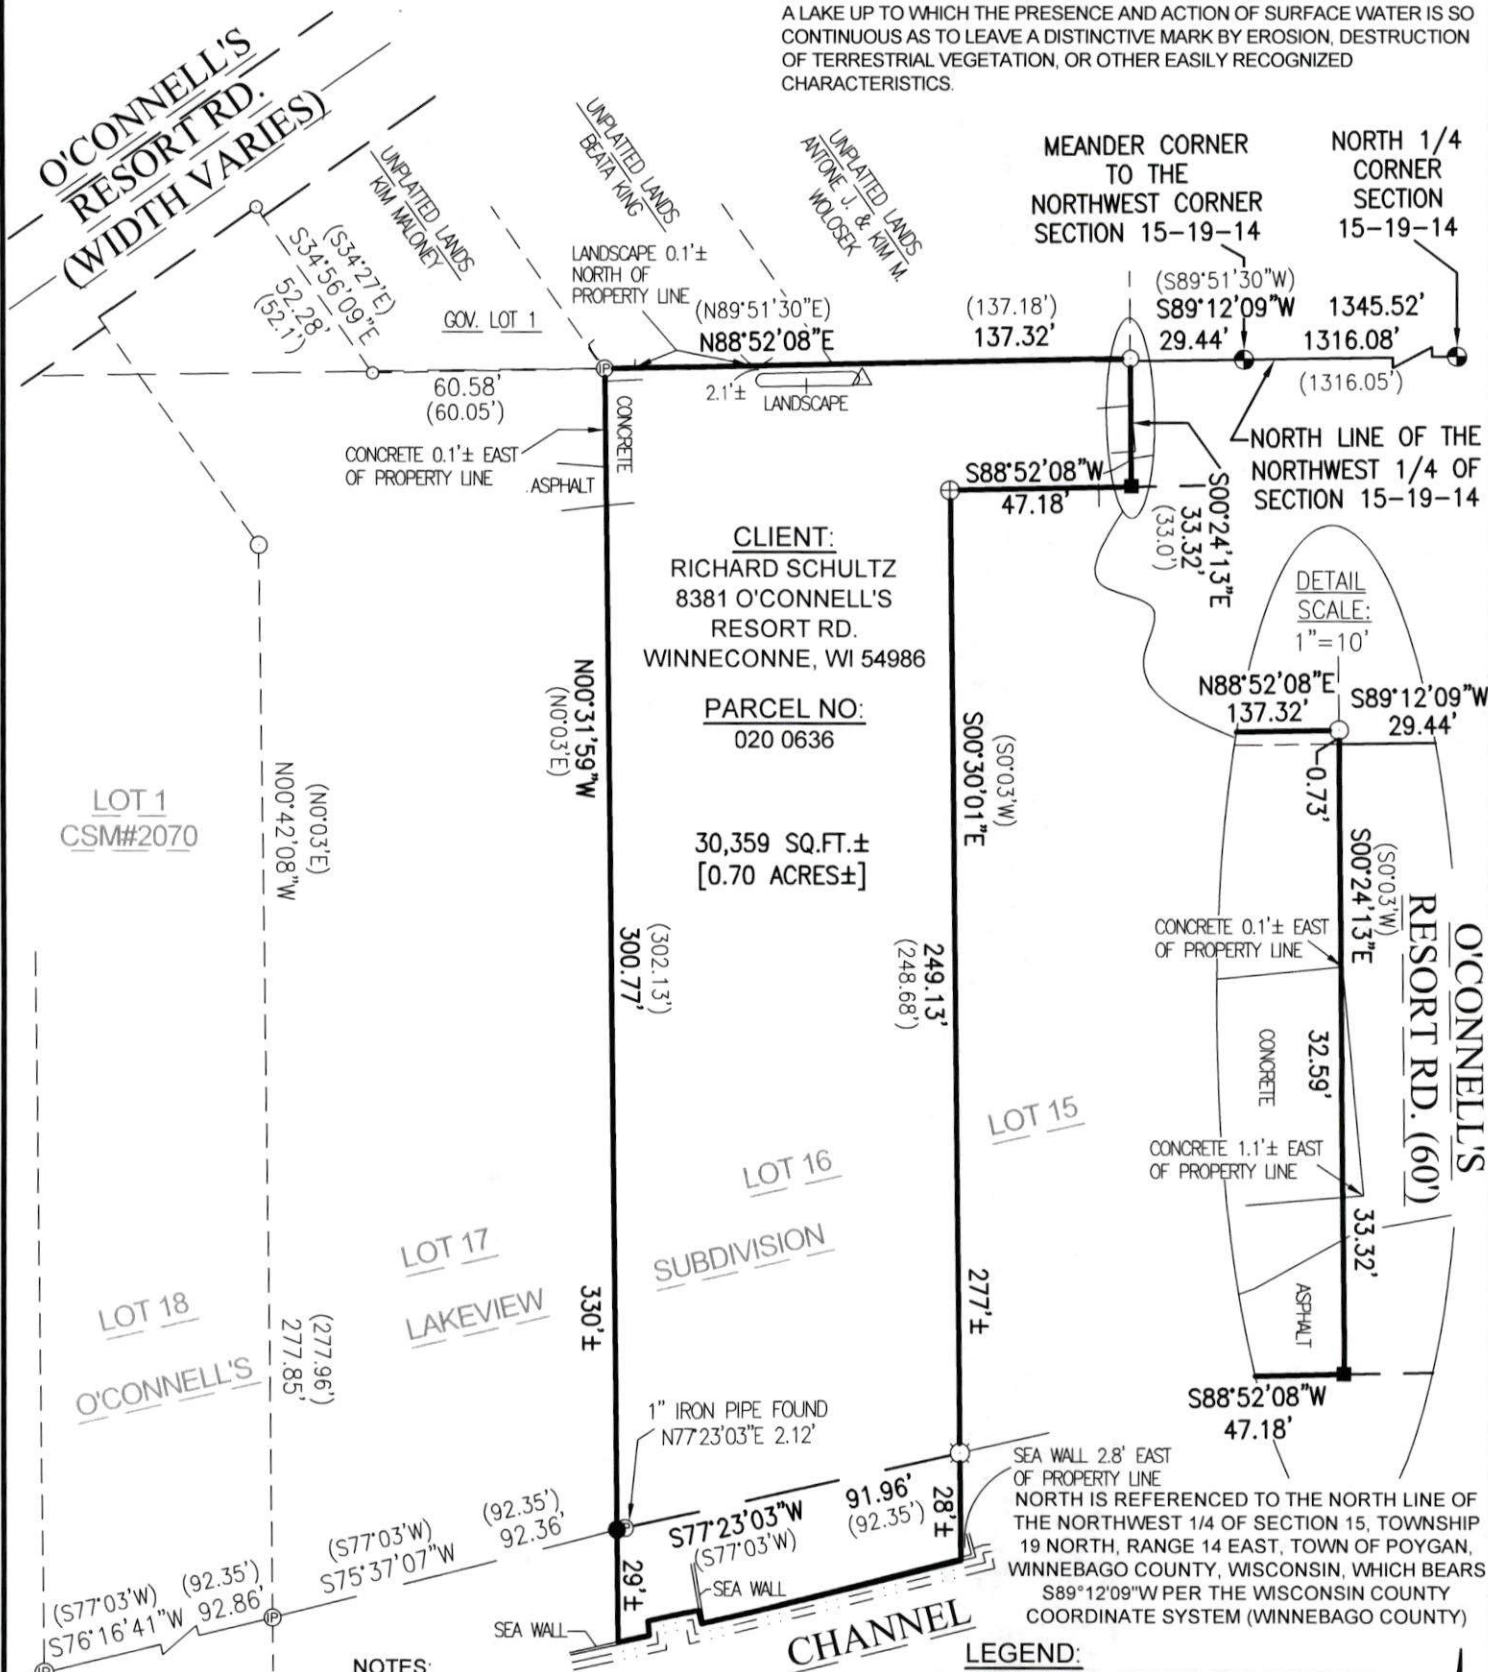 A LAKE UP TO WHICH THE PRESENCE AND ACTION OF SURFACE WATER IS SO
CONTINUOUS AS TO LEAVE A DISTINCTIVE MARK BY EROSION, DESTRUCTION
OF TERRESTRIAL VEGETATION, OR OTHER EASILY RECOGNIZED
CHARACTERISTICS.
O'CONNELL'S
RESORT RD.
(WIDTH VARIES)
UNPLATTED LANDS
KIM MALONEY
UNPLATTED LANDS
BEATA KING
UNPLATTED LANDS
ANTONE J. & KIM M.
WOLOSEK
MEANDER CORNER
TO THE
NORTHWEST CORNER
SECTION 15-19-14
NORTH 1/4
CORNER
SECTION
15-19-14
(S34°27'E)
S34°56'09"E
52.28'
(52.1')
GOV. LOT 1
LANDSCAPE 0.1'±
NORTH OF
PROPERTY LINE
(N89°51'30"E)
N88°52'08"E
(137.18')
137.32'
(S89°51'30"W)
S89°12'09"W
29.44'
1345.52'
1316.08'
(1316.05')
60.58'
(60.05')
2.1'±
LANDSCAPE
CONCRETE
CONCRETE 0.1'± EAST
OF PROPERTY LINE
ASPHALT
S88°52'08"W
47.18'
S00°24'13"E
33.32'
(33.0')
NORTH LINE OF THE
NORTHWEST 1/4 OF
SECTION 15-19-14
CLIENT:
RICHARD SCHULTZ
8381 O'CONNELL'S
RESORT RD.
WINNECONNE, WI 54986
PARCEL NO:
020 0636
30,359 SQ.FT.±
[0.70 ACRES±]
N00°31'59"W
(N0°03'E)
(302.13')
300.77'
330'±
(S0°03'W)
S00°30'01"E
249.13'
(248.68')
277'±
DETAIL
SCALE:
1"=10'
N88°52'08"E
137.32'
S89°12'09"W
29.44'
0.73'
(S0°03'W)
S00°24'13"E
CONCRETE 0.1'± EAST
OF PROPERTY LINE
CONCRETE
32.59'
CONCRETE 1.1'± EAST
OF PROPERTY LINE
33.32'
ASPHALT
S88°52'08"W
47.18'
O'CONNELL'S
RESORT RD. (60')
LOT 1
CSM#2070
(N0°03'E)
N00°42'08"W
(277.96')
277.85'
LOT 15
LOT 16
LOT 17
LOT 18
O'CONNELL'S
LAKEVIEW
SUBDIVISION
1" IRON PIPE FOUND
N77°23'03"E 2.12'
SEA WALL 2.8' EAST
OF PROPERTY LINE
S77°23'03"W
(S77°03'W)
91.96'
(92.35')
28'±
29'±
(S77°03'W)
S75°37'07"W
(92.35')
92.36'
(S77°03'W)
S76°16'41"W
(92.35')
92.86'
SEA WALL
SEA WALL
CHANNEL
IP
IP
IP
NORTH IS REFERENCED TO THE NORTH LINE OF
THE NORTHWEST 1/4 OF SECTION 15, TOWNSHIP
19 NORTH, RANGE 14 EAST, TOWN OF POYGAN,
WINNEBAGO COUNTY, WISCONSIN, WHICH BEARS
S89°12'09"W PER THE WISCONSIN COUNTY
COORDINATE SYSTEM (WINNEBAGO COUNTY)
NOTES:
LEGEND: